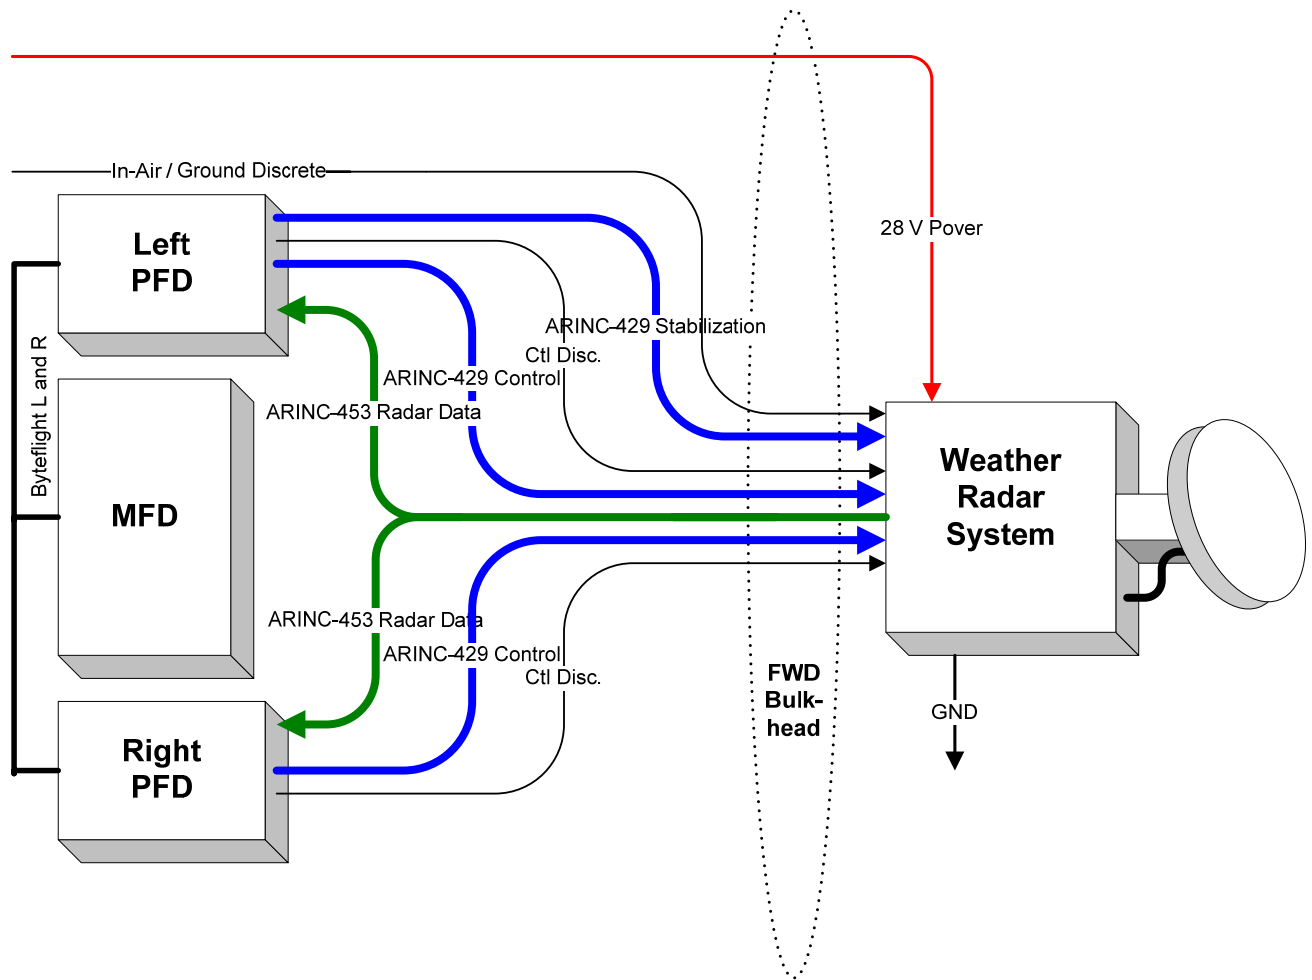 In-Air / Ground Discrete
28 V Pover
Left
PFD
ARINC-429 Stabilization
Ctl Disc.
ARINC-429 Control
ARINC-453 Radar Data
Byteflight L and R
MFD
Weather
Radar
System
ARINC-453 Radar Data
ARINC-429 Control
Ctl Disc.
FWD
Bulk-
head
GND
Right
PFD